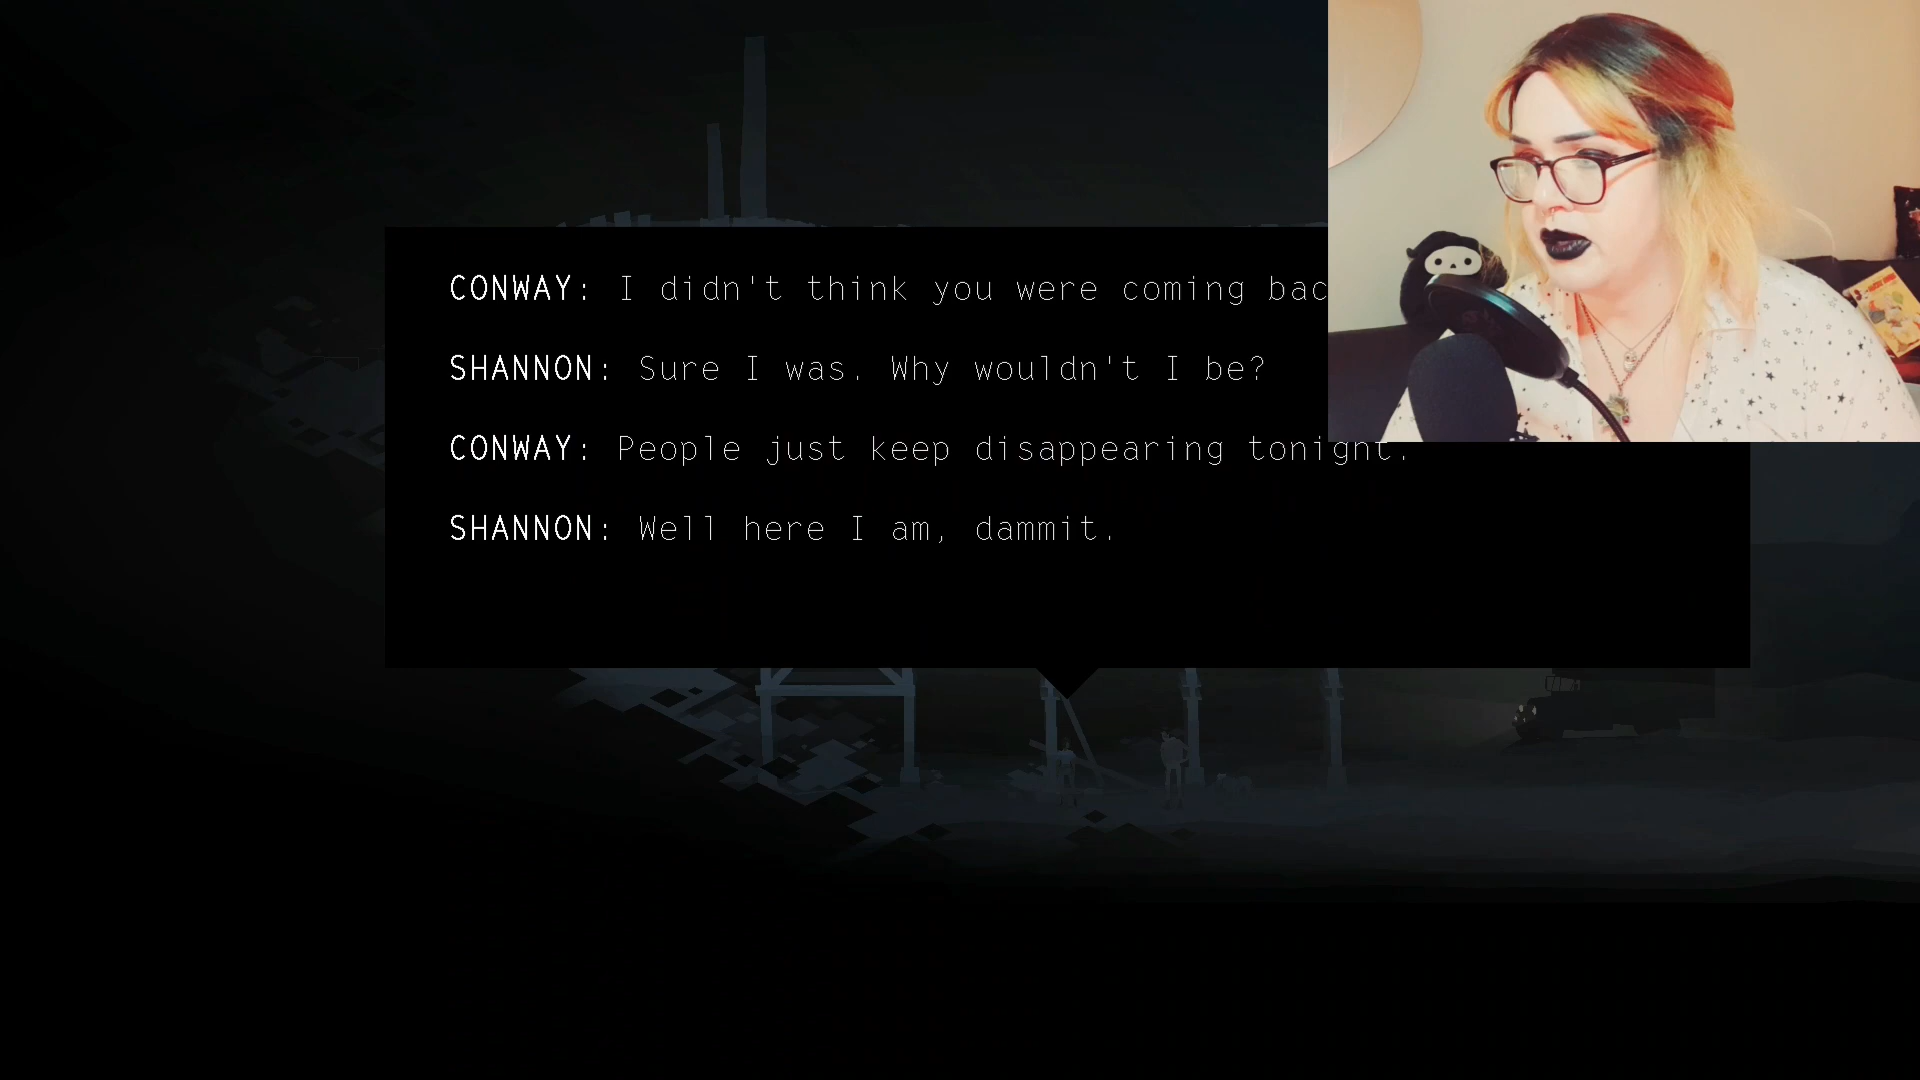 CONWAY: I didn't think you were coming bac
SHANNON: Sure I was. Why wouldn't I be?
CONWAY: People just keep disappearing tonight.
SHANNON: Well here I am, dammit.